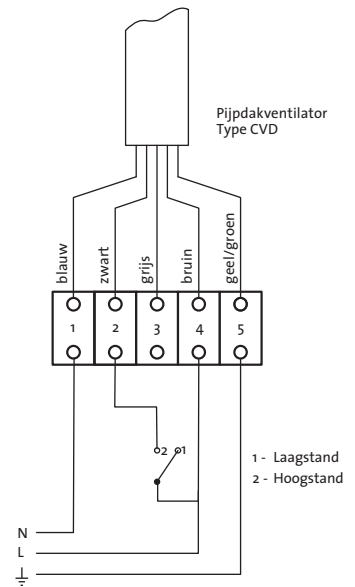 Pijpdakventilator
Type CVD
blauw
zwart
grijs
bruin
geel/groen
1 2 3 4 5
2 1
1 - Laagstand
2 - Hoogstand
N
L